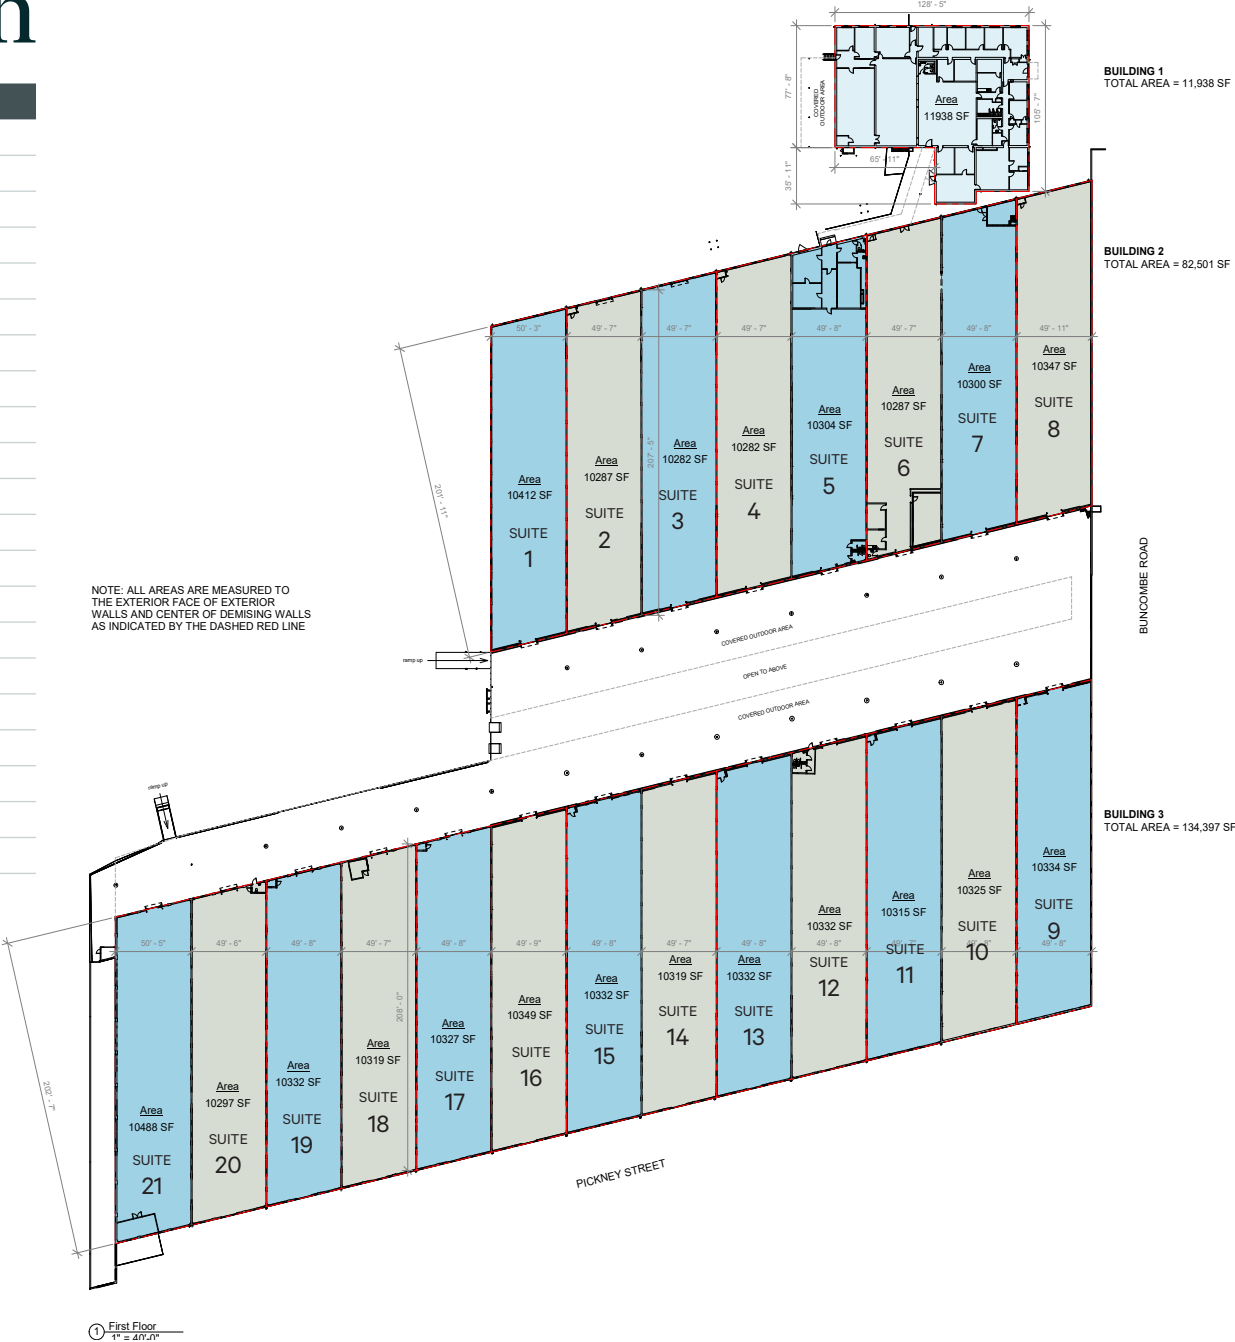 n
128' - 5"
77' - 8"
COVERED
OUTDOOR AREA
Area
11938 SF
105' - 7"
65' - 11"
35' - 11"
BUILDING 1
TOTAL AREA = 11,938 SF
BUILDING 2
TOTAL AREA = 82,501 SF
50' - 3"
49' - 7"
49' - 7"
49' - 7"
49' - 8"
49' - 7"
49' - 8"
49' - 11"
201' - 11"
207' - 5"
Area
10412 SF
SUITE
1
Area
10287 SF
SUITE
2
Area
10282 SF
SUITE
3
Area
10282 SF
SUITE
4
Area
10304 SF
SUITE
5
Area
10287 SF
SUITE
6
Area
10300 SF
SUITE
7
Area
10347 SF
SUITE
8
BUNCOMBE ROAD
NOTE: ALL AREAS ARE MEASURED TO
THE EXTERIOR FACE OF EXTERIOR
WALLS AND CENTER OF DEMISING WALLS
AS INDICATED BY THE DASHED RED LINE
ramp up
COVERED OUTDOOR AREA
OPEN TO ABOVE
COVERED OUTDOOR AREA
ramp up
BUILDING 3
TOTAL AREA = 134,397 SF
50' - 5"
49' - 6"
49' - 8"
49' - 7"
49' - 8"
49' - 9"
49' - 8"
49' - 7"
49' - 8"
49' - 8"
49' - 8"
202' - 7"
208' - 0"
Area
10488 SF
SUITE
21
Area
10297 SF
SUITE
20
Area
10332 SF
SUITE
19
Area
10319 SF
SUITE
18
Area
10327 SF
SUITE
17
Area
10349 SF
SUITE
16
Area
10332 SF
SUITE
15
Area
10319 SF
SUITE
14
Area
10332 SF
SUITE
13
Area
10332 SF
SUITE
12
Area
10315 SF
SUITE
11
Area
10325 SF
SUITE
10
Area
10334 SF
SUITE
9
PICKNEY STREET
1
First Floor
1" = 40'-0"